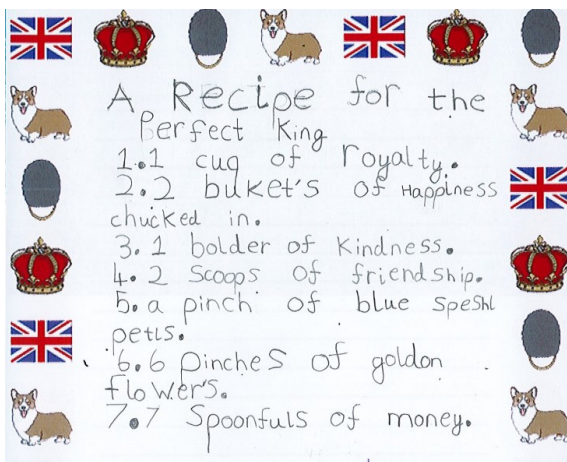 A Recipe for the
Perfect King
1.1 cug of royalty.
2.2 buket's of Happiness
chucked in.
3.1 bolder of Kindness.
4.2 Scoops of friendship.
5.a pinch of blue speshl
petls.
6.6 pinches of goldon
flower's.
7.7 Spoonfuls of money.